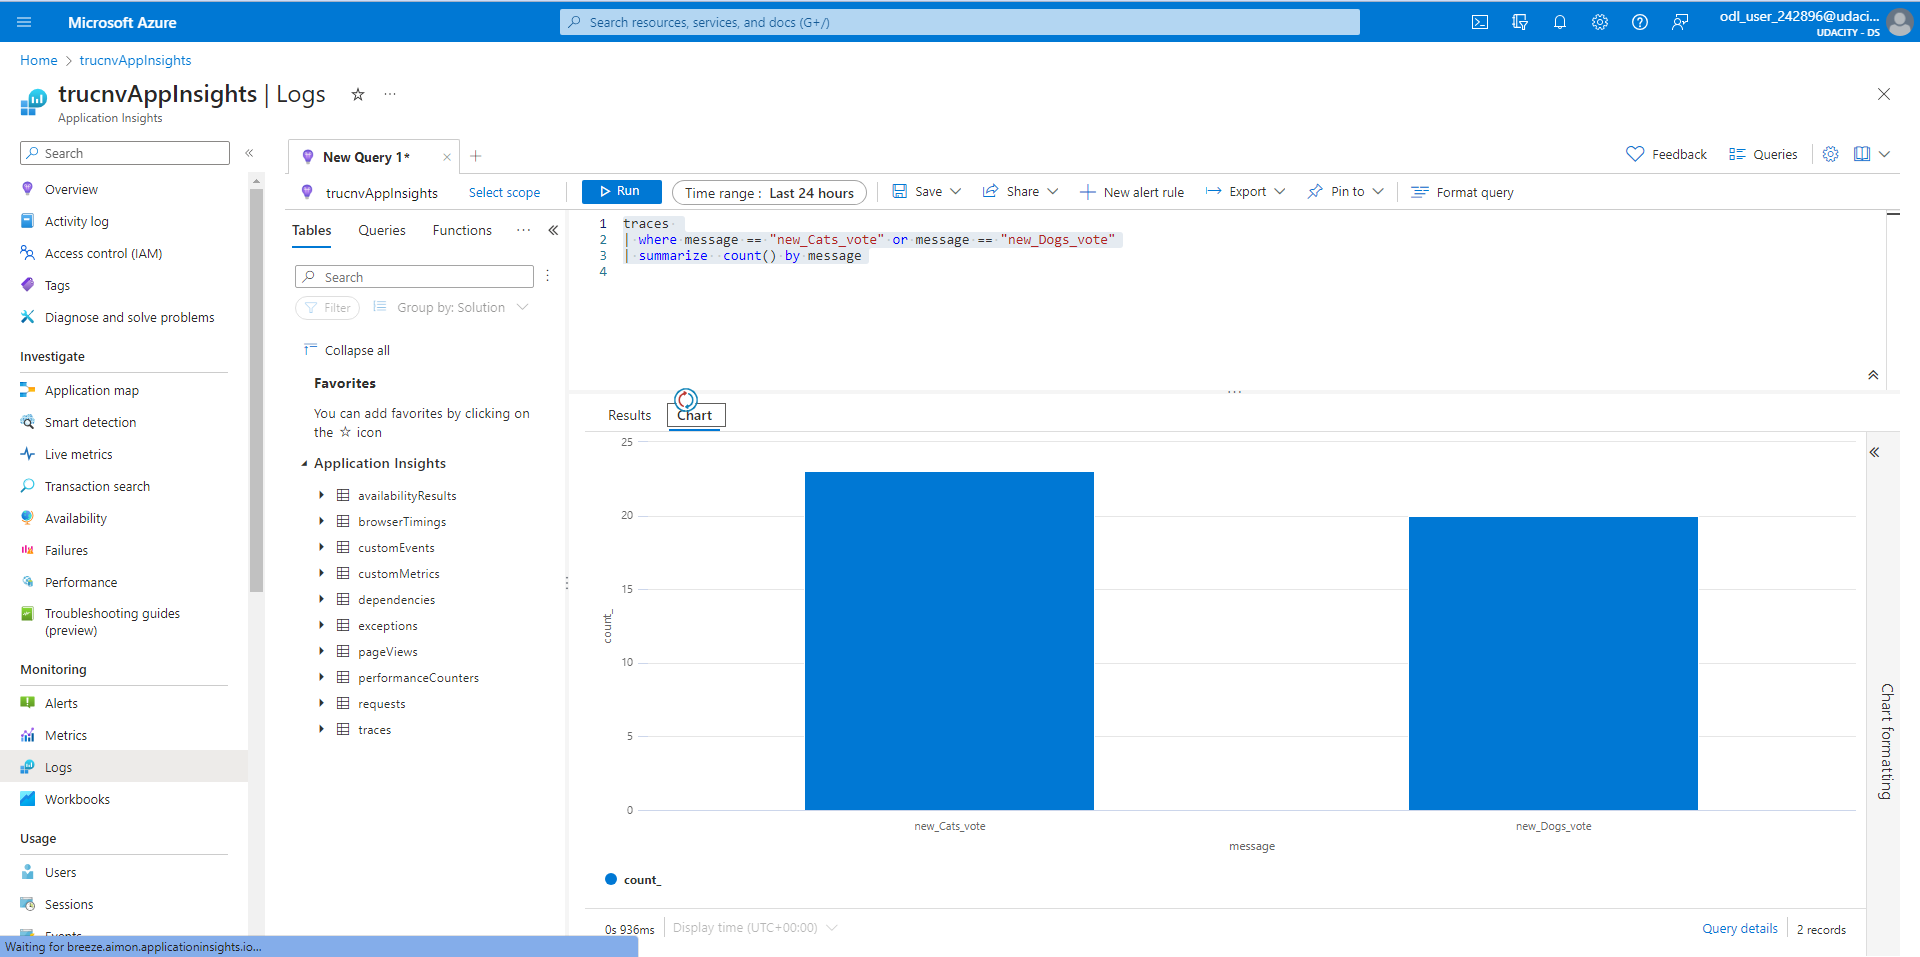 Microsoft Azure
Search resources, services, and docs (G+/)
odl_user_242896@udaci...
UDACITY - DS
Home > trucnvAppInsights
trucnvAppInsights | Logs
Application Insights
Search
Overview
Activity log
Access control (IAM)
Tags
Diagnose and solve problems
Investigate
Application map
Smart detection
Live metrics
Transaction search
Availability
Failures
Performance
Troubleshooting guides
(preview)
Monitoring
Alerts
Metrics
Logs
Workbooks
Usage
Users
Sessions
Events
Waiting for breeze.aimon.applicationinsights.io...
New Query 1*
Feedback
Queries
trucnvAppInsights
Select scope
Run
Time range : Last 24 hours
Save
Share
New alert rule
Export
Pin to
Format query
Tables
Queries
Functions
Search
Filter
Group by: Solution
Collapse all
Favorites
You can add favorites by clicking on
the ☆ icon
Application Insights
availabilityResults
browserTimings
customEvents
customMetrics
dependencies
exceptions
pageViews
performanceCounters
requests
traces
1 traces
2 | where message == "new_Cats_vote" or message == "new_Dogs_vote"
3 | summarize count() by message
4
Results
Chart
25
20
15
10
5
0
count_
new_Cats_vote
new_Dogs_vote
message
count_
Chart formatting
0s 936ms
Display time (UTC+00:00)
Query details
2 records